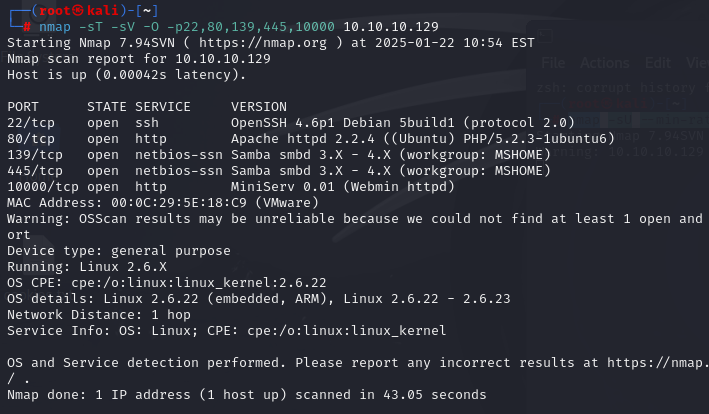 ┌──(root㉿kali)-[~]
└─# nmap -sT -sV -O -p22,80,139,445,10000 10.10.10.129
Starting Nmap 7.94SVN ( https://nmap.org ) at 2025-01-22 10:54 EST
Nmap scan report for 10.10.10.129
Host is up (0.00042s latency).

PORT      STATE SERVICE     VERSION
22/tcp    open  ssh         OpenSSH 4.6p1 Debian 5build1 (protocol 2.0)
80/tcp    open  http        Apache httpd 2.2.4 ((Ubuntu) PHP/5.2.3-1ubuntu6)
139/tcp   open  netbios-ssn Samba smbd 3.X - 4.X (workgroup: MSHOME)
445/tcp   open  netbios-ssn Samba smbd 3.X - 4.X (workgroup: MSHOME)
10000/tcp open  http        MiniServ 0.01 (Webmin httpd)
MAC Address: 00:0C:29:5E:18:C9 (VMware)
Warning: OSScan results may be unreliable because we could not find at least 1 open and
ort
Device type: general purpose
Running: Linux 2.6.X
OS CPE: cpe:/o:linux:linux_kernel:2.6.22
OS details: Linux 2.6.22 (embedded, ARM), Linux 2.6.22 - 2.6.23
Network Distance: 1 hop
Service Info: OS: Linux; CPE: cpe:/o:linux:linux_kernel

OS and Service detection performed. Please report any incorrect results at https://nmap.
/ .
Nmap done: 1 IP address (1 host up) scanned in 43.05 seconds
File Actions Edit Vi
zsh: corrupt history